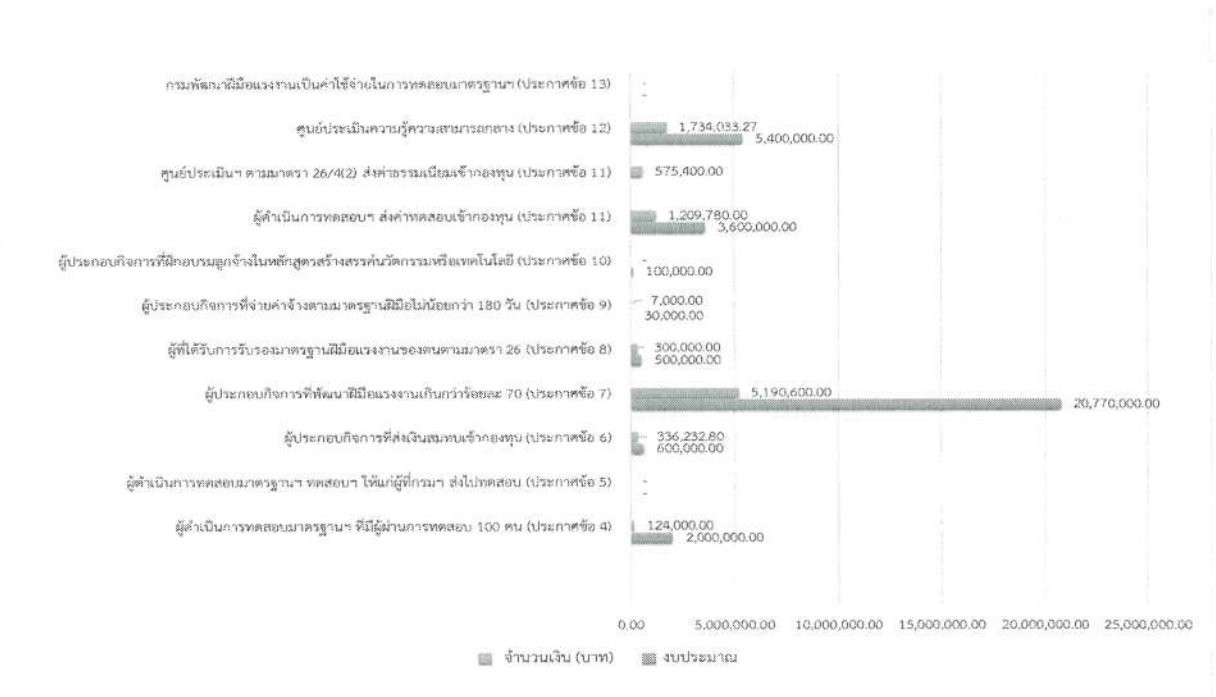 กรมพัฒนาฝีมือแรงงานเป็นค่าใช้จ่ายในการทดสอบมาตรฐานฯ (ประกาศข้อ 13) - -
ศูนย์ประเมินความรู้ความสามารถกลาง (ประกาศข้อ 12) 1,734,033.27
5,400,000.00
ศูนย์ประเมินฯ ตามมาตรา 26/4(2) ส่งค่าธรรมเนียมเข้ากองทุน (ประกาศข้อ 11) 575,400.00
ผู้ดำเนินการทดสอบฯ ส่งค่าทดสอบเข้ากองทุน (ประกาศข้อ 11) 1,209,780.00
3,600,000.00
ผู้ประกอบกิจการที่ฝึกอบรมลูกจ้างในหลักสูตรสร้างสรรค์นวัตกรรมหรือเทคโนโลยี (ประกาศข้อ 10) -
100,000.00
ผู้ประกอบกิจการที่จ่ายค่าจ้างตามมาตรฐานฝีมือไม่น้อยกว่า 180 วัน (ประกาศข้อ 9) 7,000.00
30,000.00
ผู้ที่ได้รับการรับรองมาตรฐานฝีมือแรงงานของตนตามมาตรา 26 (ประกาศข้อ 8) 300,000.00
500,000.00
ผู้ประกอบกิจการที่พัฒนาฝีมือแรงงานเกินกว่าร้อยละ 70 (ประกาศข้อ 7) 5,190,600.00
20,770,000.00
ผู้ประกอบกิจการที่ส่งเงินสมทบเข้ากองทุน (ประกาศข้อ 6) 336,232.80
600,000.00
ผู้ดำเนินการทดสอบมาตรฐานฯ ทดสอบฯ ให้แก่ผู้ที่กรมฯ ส่งไปทดสอบ (ประกาศข้อ 5) - -
ผู้ดำเนินการทดสอบมาตรฐานฯ ที่มีผู้ผ่านการทดสอบ 100 คน (ประกาศข้อ 4) 124,000.00
2,000,000.00
0.00 5,000,000.00 10,000,000.00 15,000,000.00 20,000,000.00 25,000,000.00
จำนวนเงิน (บาท) งบประมาณ